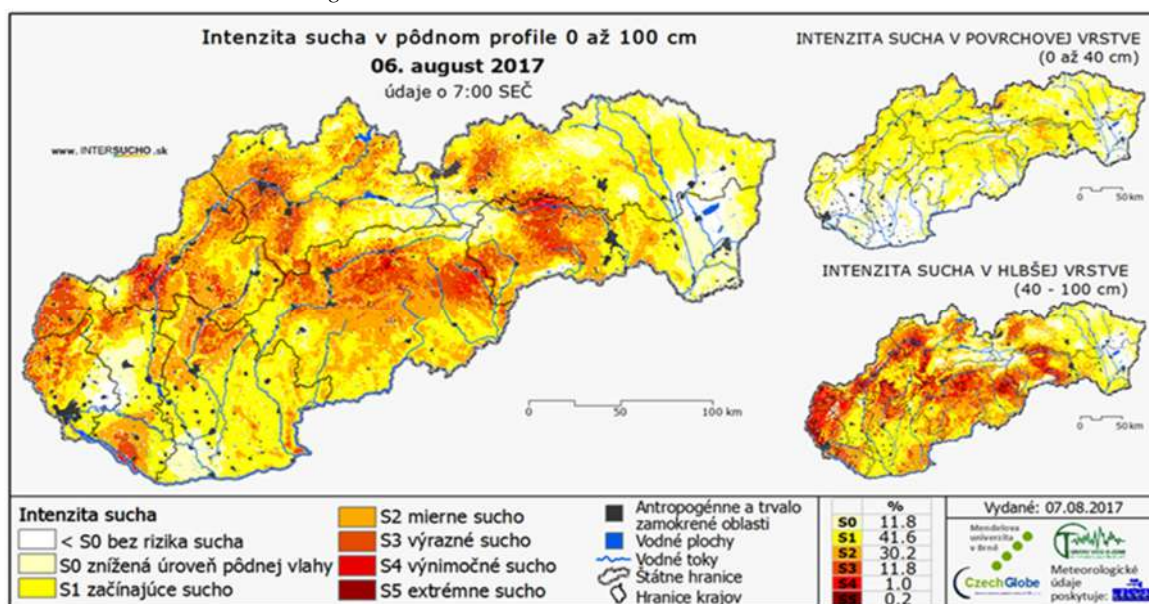 Intenzita sucha v pôdnom profile 0 až 100 cm
06. august 2017
údaje o 7:00 SEČ
www. INTERSUCHO .sk
0 50 100 km
INTENZITA SUCHA V POVRCHOVEJ VRSTVE
(0 až 40 cm)
0 50 km
INTENZITA SUCHA V HLBŠEJ VRSTVE
(40 - 100 cm)
0 50 km
Intenzita sucha
< S0 bez rizika sucha
S0 znížená úroveň pôdnej vlahy
S1 začínajúce sucho
S2 mierne sucho
S3 výrazné sucho
S4 výnimočné sucho
S5 extrémne sucho
Antropogénne a trvalo
zamokrené oblasti
Vodné plochy
Vodné toky
Štátne hranice
Hranice krajov
%
S0 11.8
S1 41.6
S2 30.2
S3 11.8
S4 1.0
S5 0.2
Vydané: 07.08.2017
Mendelova
univerzita
v Brně
CzechGlobe
Meteorologické
údaje
poskytuje: